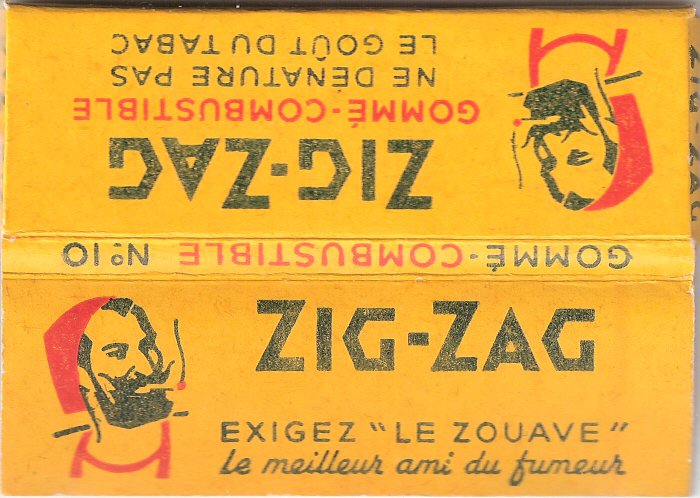 ZIG-ZAG
GOMMÉ-COMBUSTIBLE
NE DÉNATURE PAS
LE GOÛT DU TABAC
GOMMÉ-COMBUSTIBLE Nº10
ZIG-ZAG
EXIGEZ "LE ZOUAVE"
le meilleur ami du fumeur